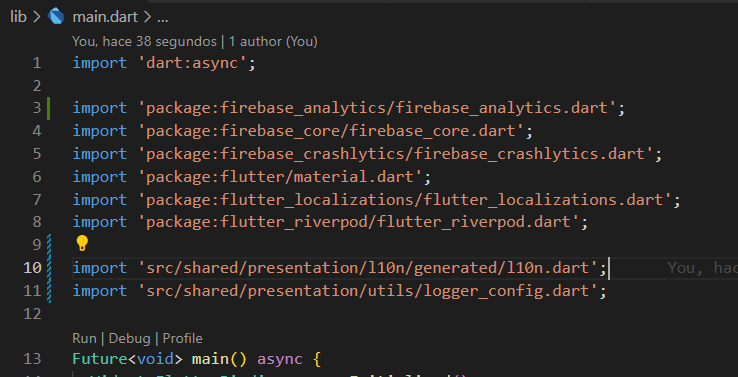 lib > main.dart > ...
You, hace 38 segundos | 1 author (You)
1 import 'dart:async';
2
3 import 'package:firebase_analytics/firebase_analytics.dart';
4 import 'package:firebase_core/firebase_core.dart';
5 import 'package:firebase_crashlytics/firebase_crashlytics.dart';
6 import 'package:flutter/material.dart';
7 import 'package:flutter_localizations/flutter_localizations.dart';
8 import 'package:flutter_riverpod/flutter_riverpod.dart';
9
10 import 'src/shared/presentation/l10n/generated/l10n.dart'; You, hac
11 import 'src/shared/presentation/utils/logger_config.dart';
12
Run | Debug | Profile
13 Future<void> main() async {